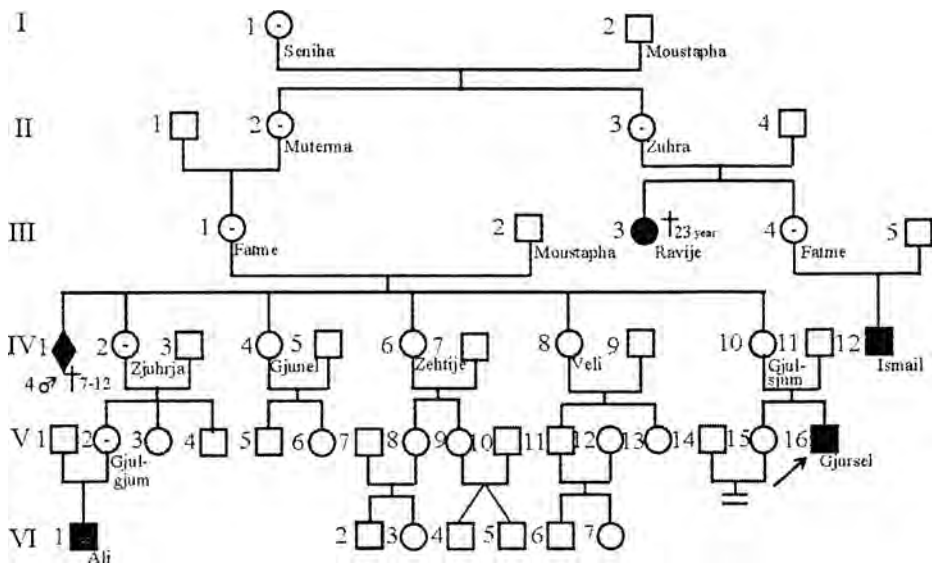 I
1 2
Seniha Moustapha
II
1 2 3 4
Muterma Zuhra
III
1 2 3 †23 year 4 5
Fatme Moustapha Ravije Fatme
IV 1 2 3 4 5 6 7 8 9 10 11 12
Zjuhrja Gjunel Zehtije Veli Gjul-
sjum Ismail
4 ♂ †7-12
V 1 2 3 4 5 6 7 8 9 10 11 12 13 14 15 16
Gjul-
gjum Gjursel
VI 1 2 3 4 5 6 7
Ali